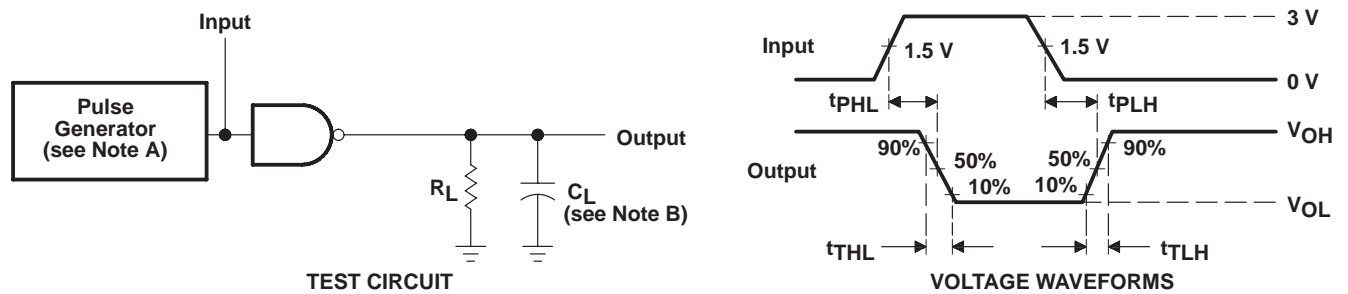 Input
Pulse
Generator
(see Note A)
Output
RL
CL
(see Note B)
TEST CIRCUIT
3 V
Input
1.5 V
1.5 V
0 V
tPHL
tPLH
VOH
90%
90%
50%
50%
Output
10%
10%
VOL
tTHL
tTLH
VOLTAGE WAVEFORMS